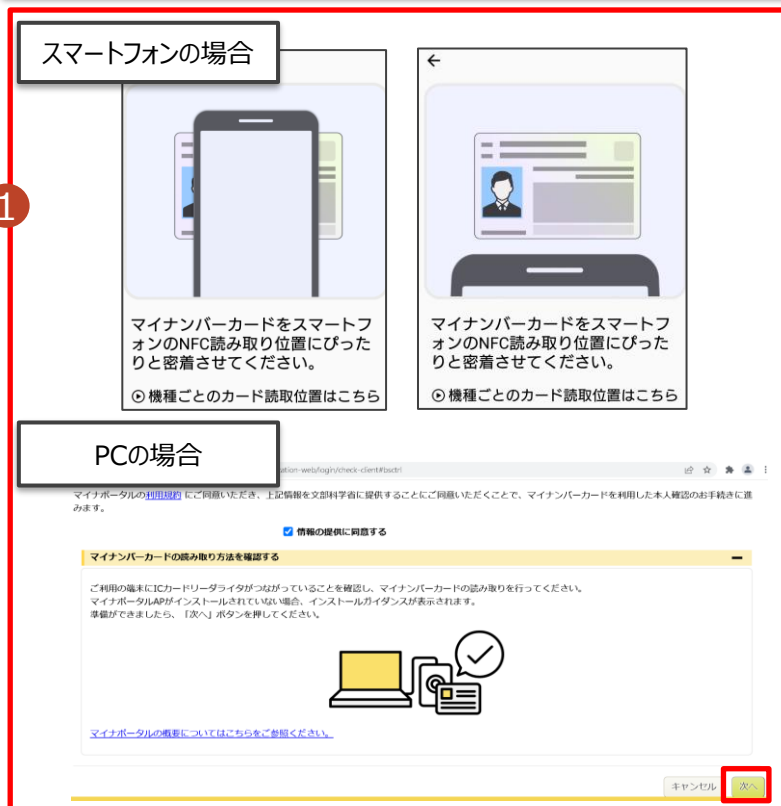 スマートフォンの場合
←
マイナンバーカードをスマートフ
ォンのNFC読み取り位置にぴった
りと密着させてください。
機種ごとのカード読取位置はこちら
マイナンバーカードをスマートフ
ォンのNFC読み取り位置にぴった
りと密着させてください。
機種ごとのカード読取位置はこちら
1
PCの場合
ation-web/login/check-client#bsctrl
マイナポータルの利用規約 にご同意いただき、上記情報を文部科学省に提供することにご同意いただくことで、マイナンバーカードを利用した本人確認のお手続きに進
みます。
情報の提供に同意する
マイナンバーカードの読み取り方法を確認する
ご利用の端末にICカードリーダライタがつながっていることを確認し、マイナンバーカードの読み取りを行ってください。
マイナポータルAPがインストールされていない場合、インストールガイダンスが表示されます。
準備ができましたら、「次へ」ボタンを押してください。
マイナポータルの概要についてはこちらをご参照ください。
キャンセル
次へ